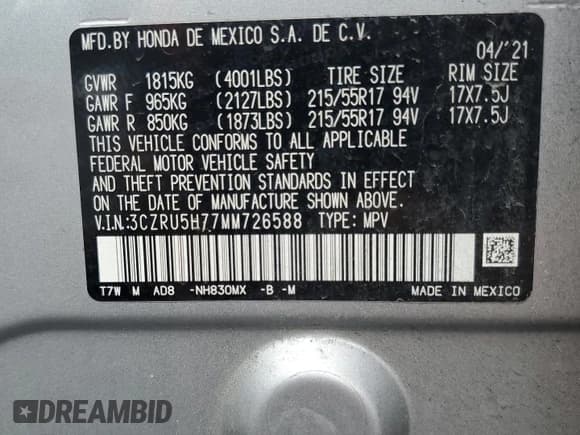 MFD.BY HONDA DE MEXICO S.A. DE C.V.
04/'21
GVWR 1815KG (4001LBS) TIRE SIZE RIM SIZE
GAWR F 965KG (2127LBS) 215/55R17 94V 17X7.5J
GAWR R 850KG (1873LBS) 215/55R17 94V 17X7.5J
THIS VEHICLE CONFORMS TO ALL APPLICABLE
FEDERAL MOTOR VEHICLE SAFETY
AND THEFT PREVENTION STANDARDS IN EFFECT
ON THE DATE OF MANUFACTURE SHOWN ABOVE.
V.I.N:3CZRU5H77MM726588 TYPE: MPV
T7W M AD8 -NH830MX -B -M MADE IN MEXICO
DREAMBID